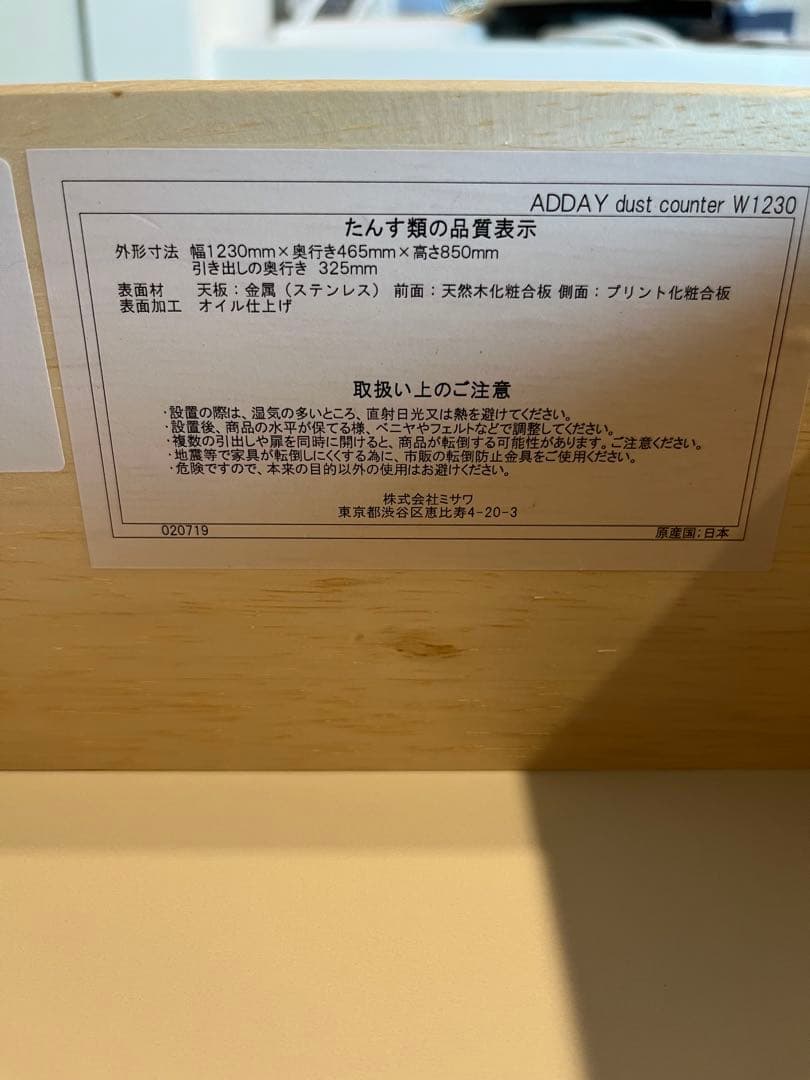 ADDAY dust counter W1230
たんす類の品質表示
外形寸法 幅1230mm×奥行き465mm×高さ850mm
引き出しの奥行き 325mm
表面材 天板：金属（ステンレス） 前面：天然木化粧合板 側面：プリント化粧合板
表面加工 オイル仕上げ
取扱い上のご注意
・設置の際は、湿気の多いところ、直射日光又は熱を避けてください。
・設置後、商品の水平が保てる様、ベニヤやフェルトなどで調整してください。
・複数の引出しや扉を同時に開けると、商品が転倒する可能性があります。ご注意ください。
・地震等で家具が転倒しにくくする為に、市販の転倒防止金具をご使用ください。
・危険ですので、本来の目的以外の使用はお避けください。
株式会社ミサワ
東京都渋谷区恵比寿4-20-3
020719 原産国：日本